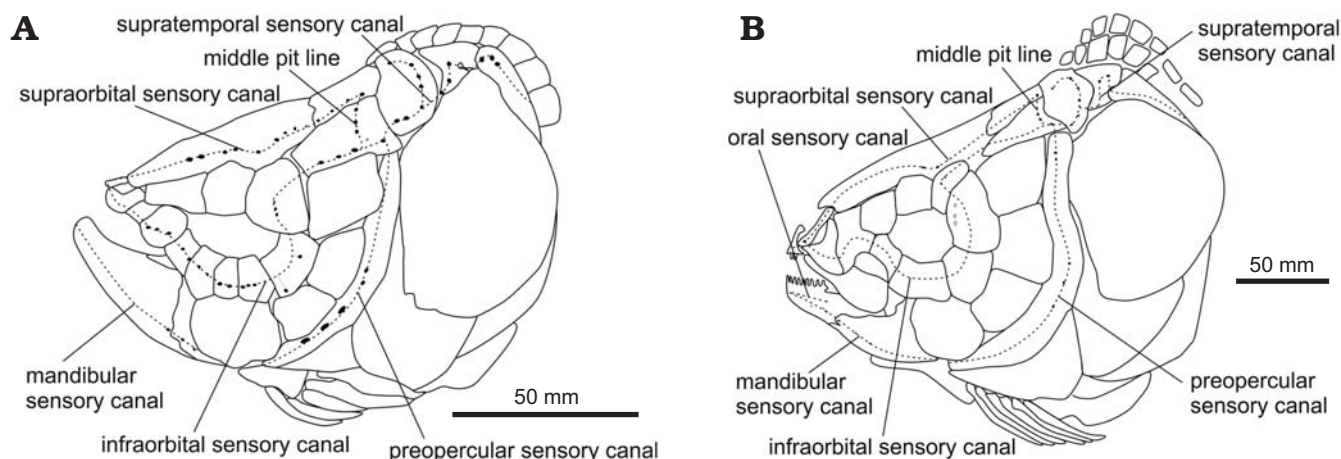 A
supratemporal sensory canal
middle pit line
supraorbital sensory canal
mandibular
sensory canal
infraorbital sensory canal
preopercular sensory canal
50 mm
B
supratemporal
sensory canal
middle pit line
supraorbital sensory canal
oral sensory canal
50 mm
mandibular
sensory canal
infraorbital sensory canal
preopercular
sensory canal